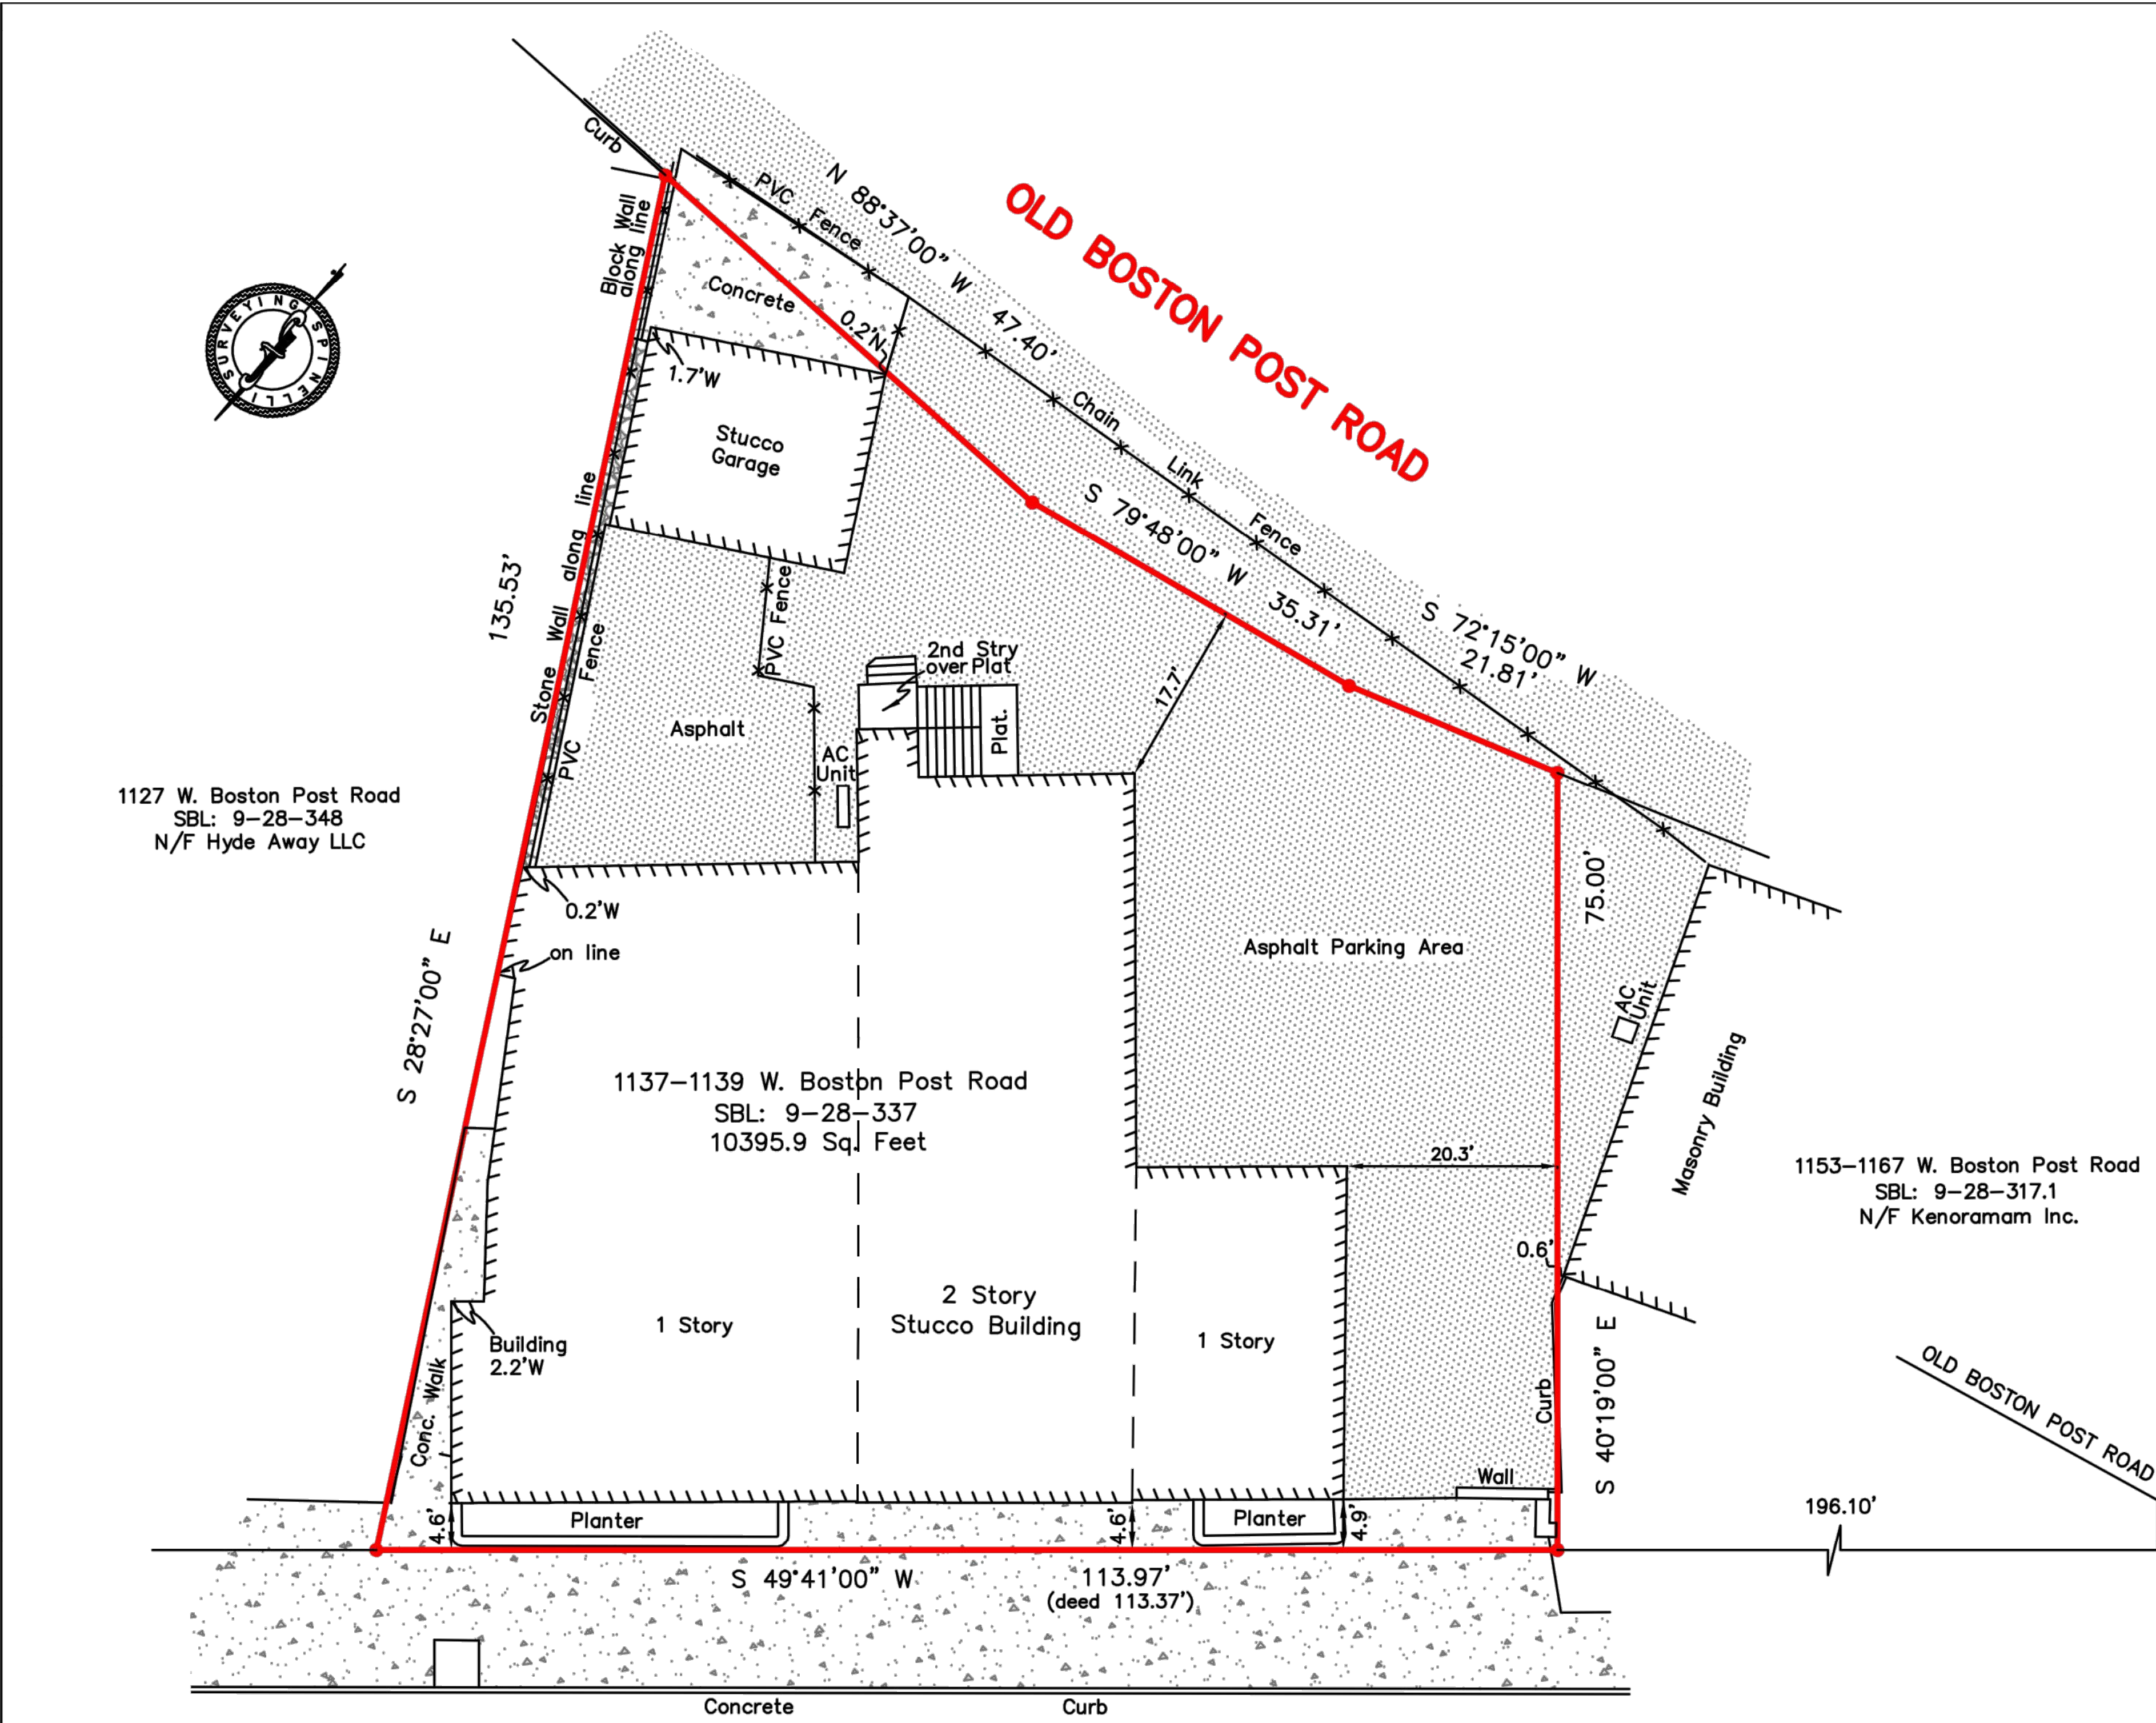 OLD BOSTON POST ROAD
SURVEYING
SPINELLI
Curb
N 88°37'00" W 47.40'
PVC Fence
Block Wall
along line
Concrete
0.2'N.
1.7'W
Chain Link Fence
Stucco
Garage
S 79°48'00" W 35.31'
S 72°15'00" W
21.81'
135.53'
Stone Wall along line
PVC Fence
PVC Fence
2nd Stry
over Plat
17.7'
Plat.
Asphalt
AC
Unit
75.00'
1127 W. Boston Post Road
SBL: 9-28-348
N/F Hyde Away LLC
0.2'W
on line
Asphalt Parking Area
AC
Unit
S 28°27'00" E
Masonry Building
1137-1139 W. Boston Post Road
SBL: 9-28-337
10395.9 Sq. Feet
20.3'
1153-1167 W. Boston Post Road
SBL: 9-28-317.1
N/F Kenoramam Inc.
0.6'
2 Story
Stucco Building
1 Story
1 Story
Building
2.2'W
Conc. Walk
Curb
S 40°19'00" E
OLD BOSTON POST ROAD
Wall
196.10'
4.6'
Planter
4.6'
Planter
4.9'
S 49°41'00" W
113.97'
(deed 113.37')
Concrete Curb